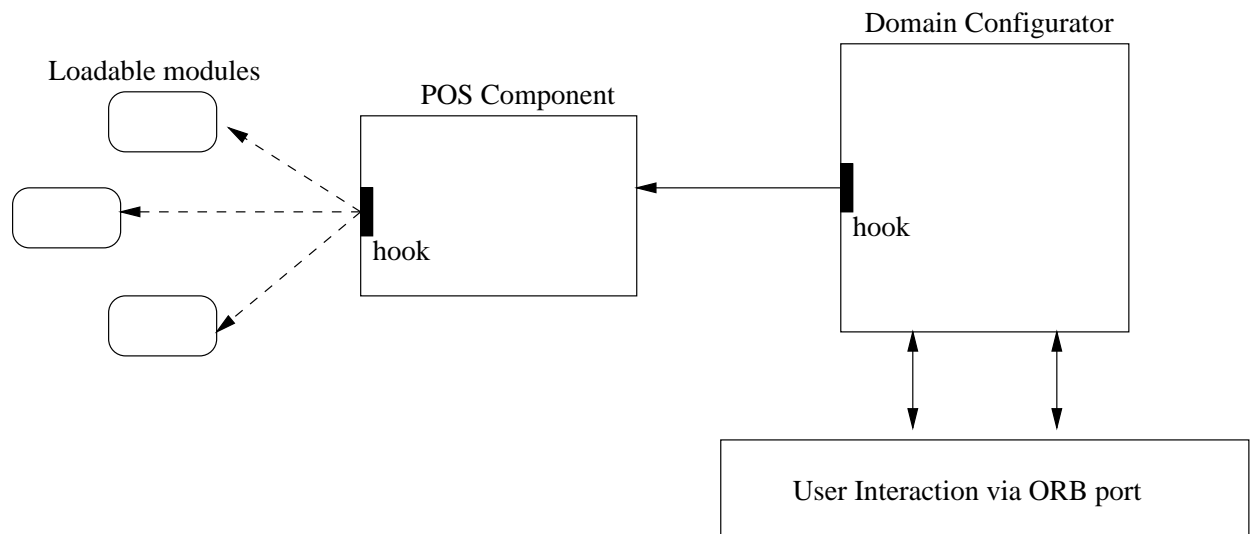 Domain Configurator
Loadable modules
POS Component
hook
hook
User Interaction via ORB port